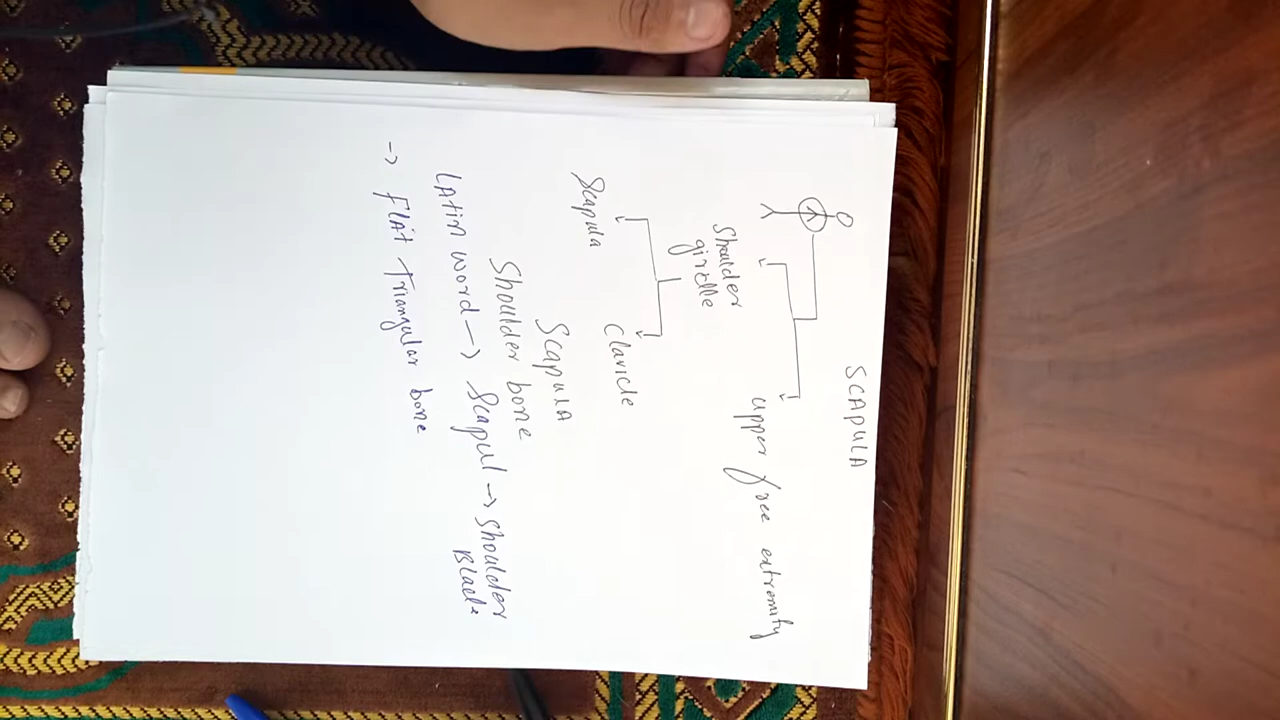 SCAPULA
Shoulder girdle
upper free extremity
Scapula
Clavicle
SCAPULA
Shoulder bone
LATIN WORD -> Scapul -> Shoulder Blade
-> FLAT Triangular bone